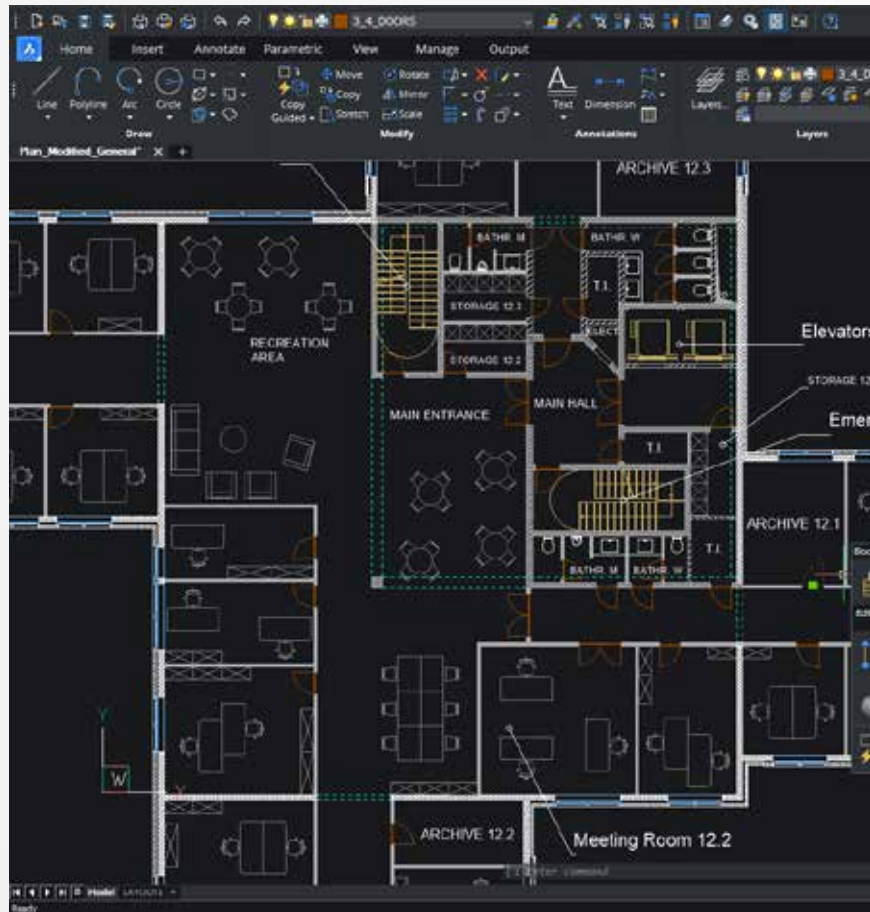 3_4_DOORS
Home Insert Annotate Parametric View Manage Output
Line Polyline Arc Circle
Copy Guided
Move
Copy
Stretch
Rotate
Mirror
Scale
Text Dimension
Layers...
3_4_D
Draw Modify Annotations Layers
Plan_Modified_General*
ARCHIVE 12.3
BATHR. M
BATHR. W
T.I.
STORAGE 12.3
ELECT.
Elevators
RECREATION
AREA
STORAGE 12.2
STORAGE 12
MAIN ENTRANCE
MAIN HALL
Emer
T.I.
ARCHIVE 12.1
T.I.
BATHR. M
BATHR. W
Y
W
X
ARCHIVE 12.2
Meeting Room 12.2
Enter command
Model
Ready